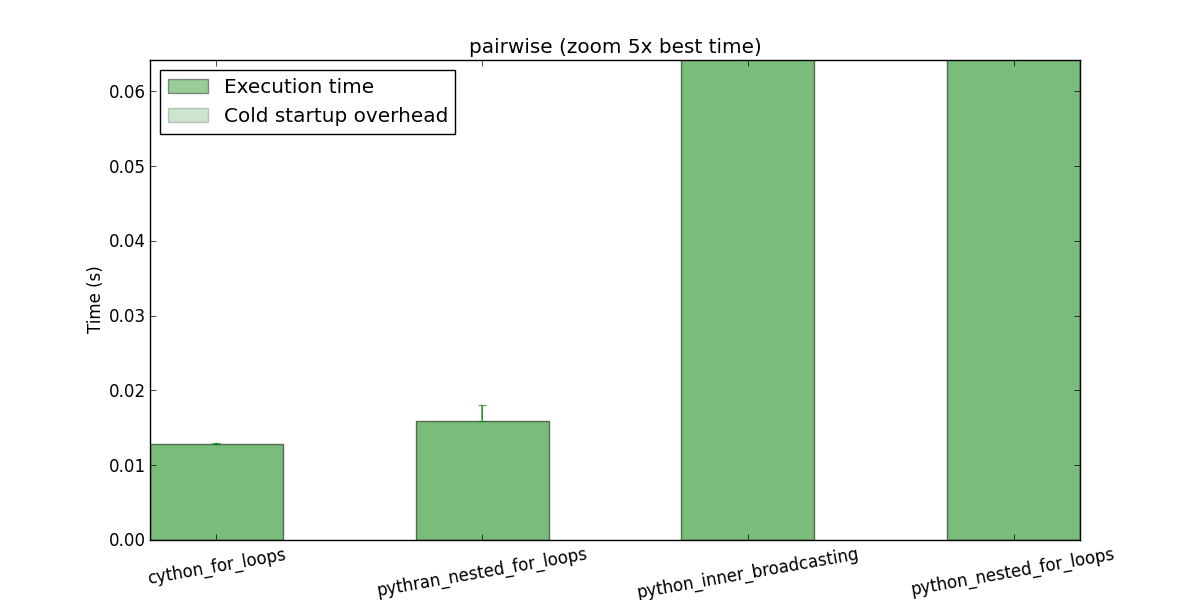 pairwise (zoom 5x best time)
Execution time
Cold startup overhead
Time (s)
0.06
0.05
0.04
0.03
0.02
0.01
0.00
cython_for_loops
pythran_nested_for_loops
python_inner_broadcasting
python_nested_for_loops